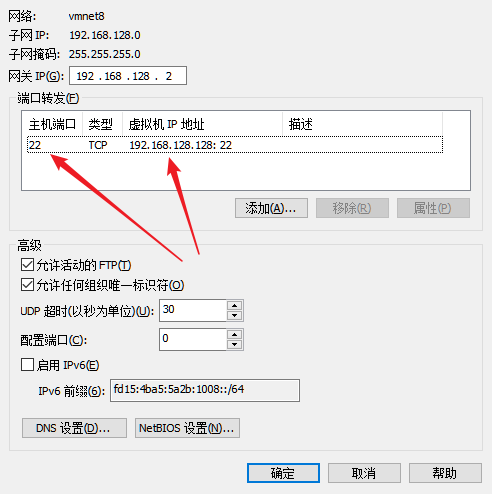 网络: vmnet8
子网 IP: 192.168.128.0
子网掩码: 255.255.255.0
网关 IP(G): 192 . 168 . 128 . 2
端口转发(F)
主机端口 类型 虚拟机 IP 地址 描述
22 TCP 192.168.128.128: 22
添加(A)... 移除(R) 属性(P)
高级
允许活动的 FTP(T)
允许任何组织唯一标识符(O)
UDP 超时(以秒为单位)(U): 30
配置端口(C): 0
启用 IPv6(E)
IPv6 前缀(6): fd15:4ba5:5a2b:1008::/64
DNS 设置(D)... NetBIOS 设置(N)...
确定 取消 帮助